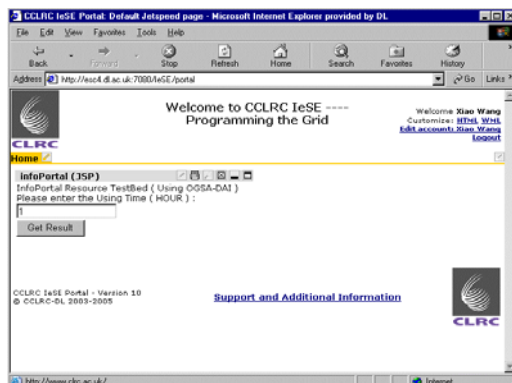 CCLRC IeSE Portal: Default Jetspeed page - Microsoft Internet Explorer provided by DL
File Edit View Favorites Tools Help
Back Forward Stop Refresh Home Search Favorites History
Address http://esc4.dl.ac.uk:7080/IeSE/portal Go Links
CLRC
Welcome to CCLRC IeSE ----
Programming the Grid
Welcome Xiao Wang
Customize: HTML WML
Edit account: Xiao Wang
Logout
Home
infoPortal (JSP)
InfoPortal Resource TestBed ( Using OGSA-DAI )
Please enter the Using Time ( HOUR ) :
1
Get Result
CCLRC IeSE Portal - Version 10
© CCLRC-DL 2003-2005
Support and Additional Information
CLRC
http://www.clrc.ac.uk/ Internet